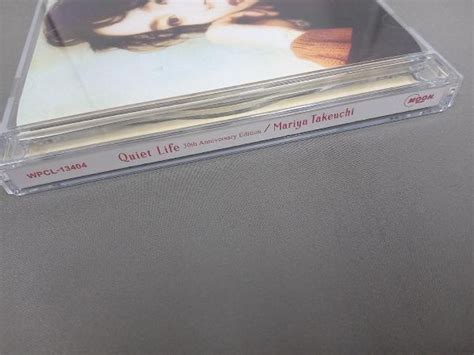 WPCL-13404 Quiet Life 30th Anniversary Edition / Mariya Takeuchi MOON